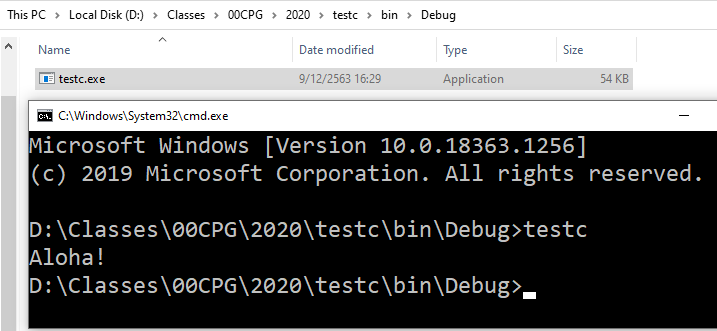 This PC > Local Disk (D:) > Classes > 00CPG > 2020 > testc > bin > Debug
Name Date modified Type Size
testc.exe 9/12/2563 16:29 Application 54 KB
C:\Windows\System32\cmd.exe
Microsoft Windows [Version 10.0.18363.1256]
(c) 2019 Microsoft Corporation. All rights reserved.
D:\Classes\00CPG\2020\testc\bin\Debug>testc
Aloha!
D:\Classes\00CPG\2020\testc\bin\Debug>